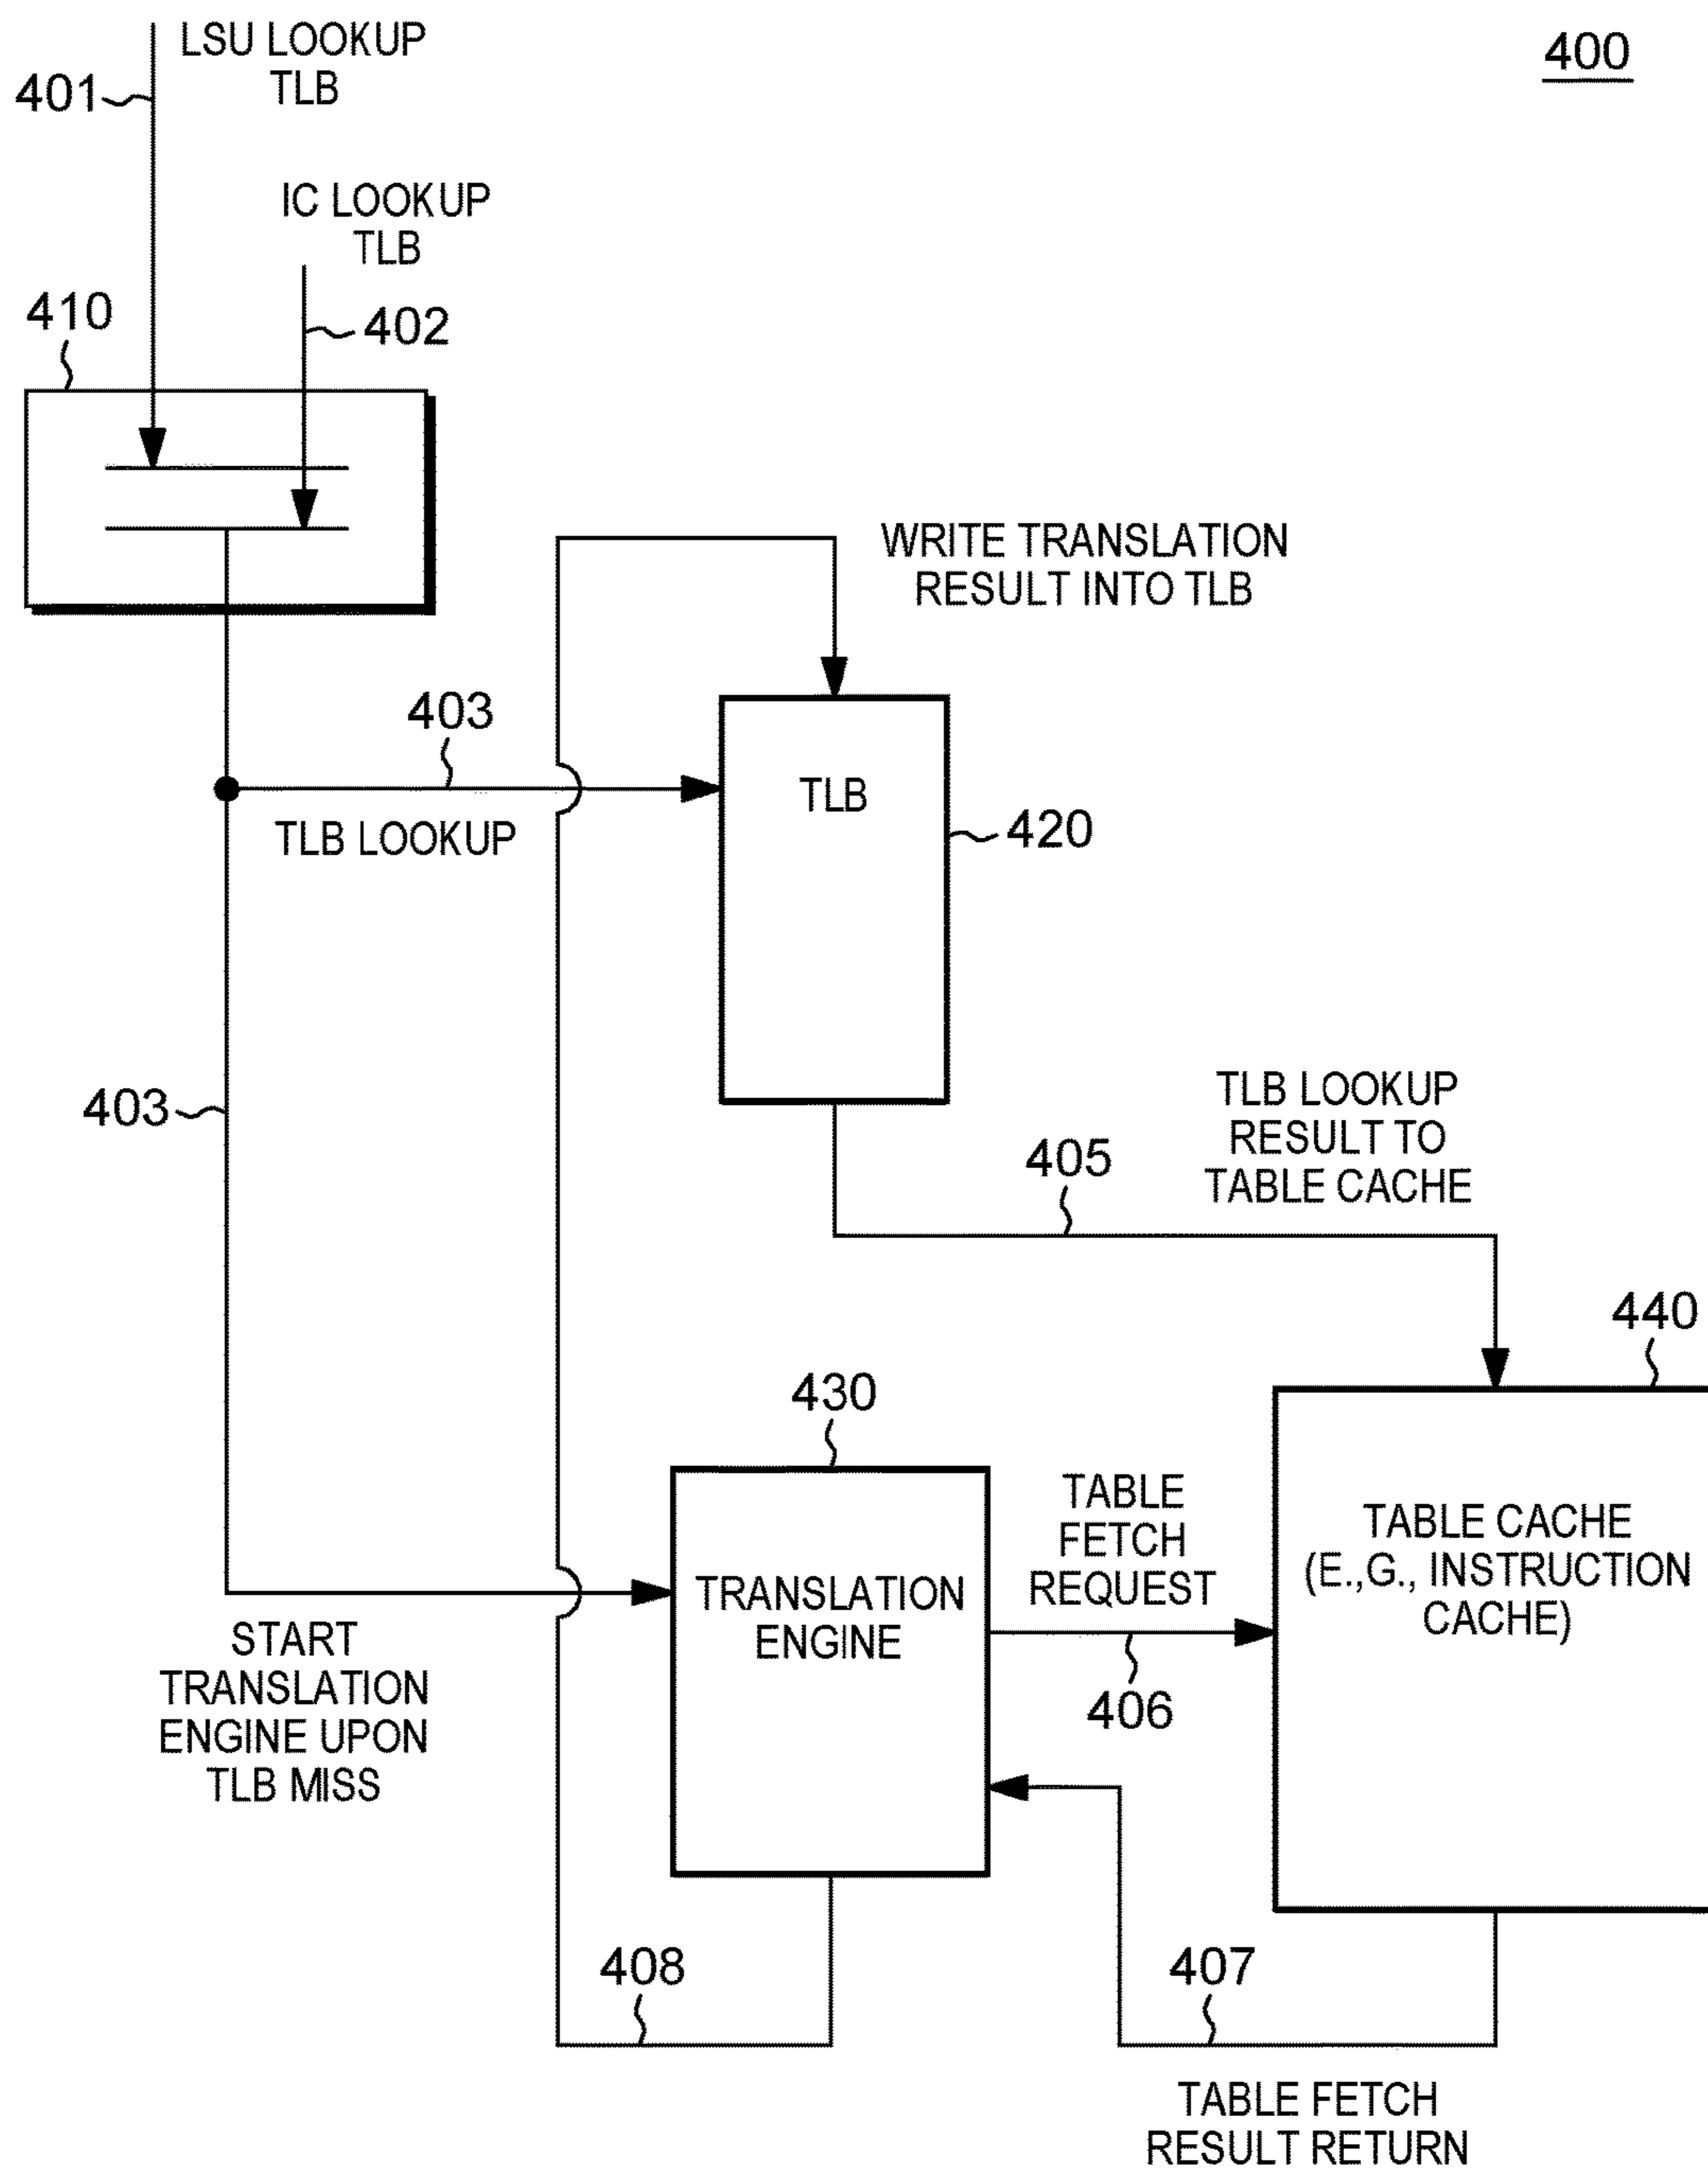 LSU LOOKUP
TLB
400
401
IC LOOKUP
TLB
410
402
WRITE TRANSLATION
RESULT INTO TLB
403
TLB
TLB LOOKUP
420
403
TLB LOOKUP
RESULT TO
TABLE CACHE
405
440
430
TABLE
FETCH
REQUEST
TABLE CACHE
(E.,G., INSTRUCTION
CACHE)
TRANSLATION
ENGINE
START
TRANSLATION
ENGINE UPON
TLB MISS
406
408
407
TABLE FETCH
RESULT RETURN